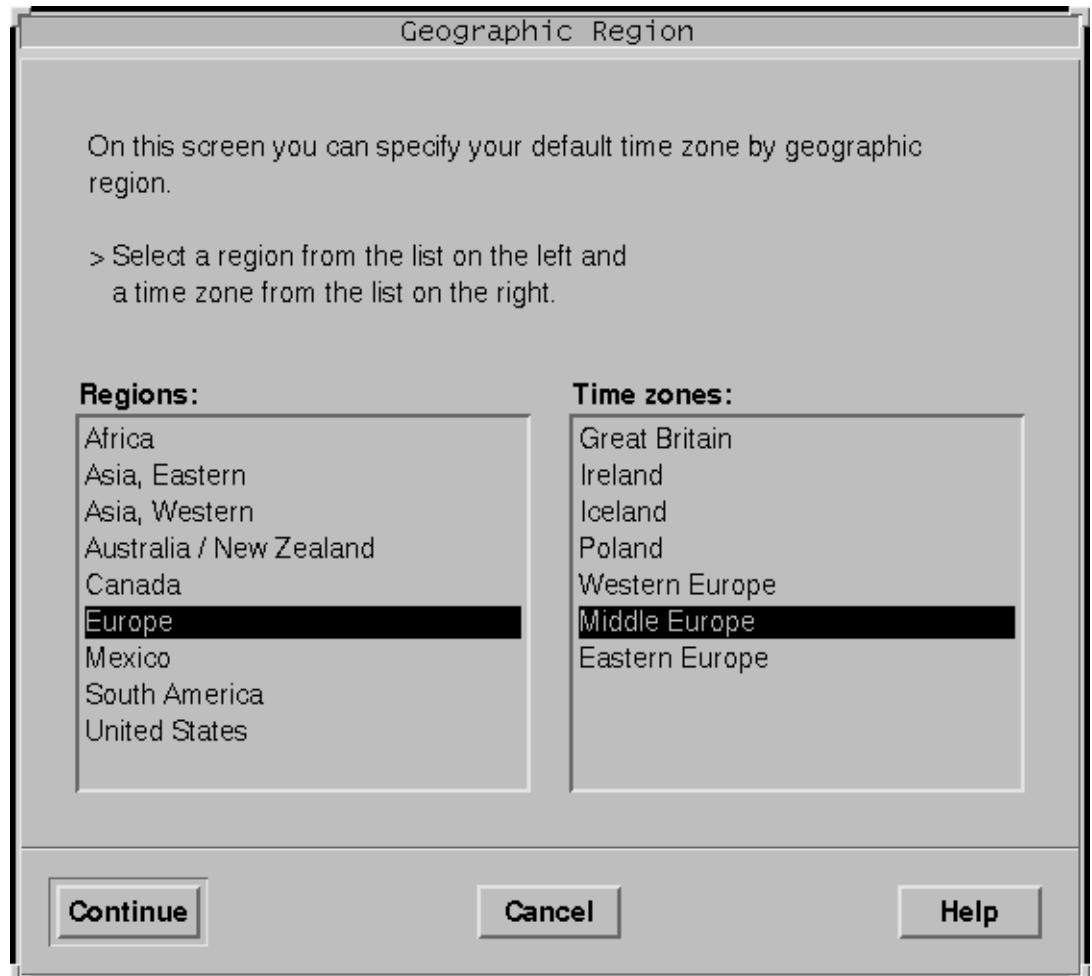 Geographic Region
On this screen you can specify your default time zone by geographic
region.
> Select a region from the list on the left and
a time zone from the list on the right.
Regions:
Africa
Asia, Eastern
Asia, Western
Australia / New Zealand
Canada
Europe
Mexico
South America
United States
Time zones:
Great Britain
Ireland
Iceland
Poland
Western Europe
Middle Europe
Eastern Europe
Continue
Cancel
Help